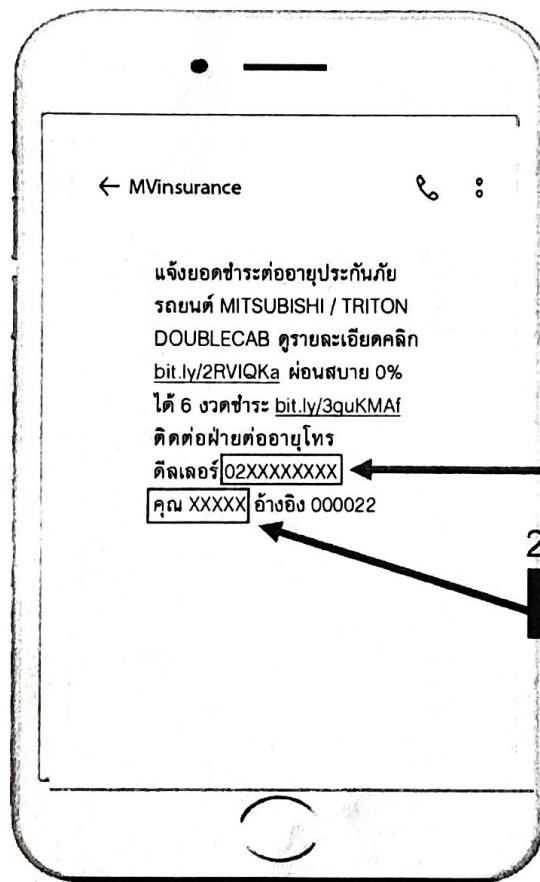 ← MVinsurance
แจ้งยอดชำระต่ออายุประกันภัย
รถยนต์ MITSUBISHI / TRITON
DOUBLECAB ดูรายละเอียดคลิก
bit.ly/2RVIQKa ผ่อนสบาย 0%
ได้ 6 งวดชำระ bit.ly/3quKMAf
ติดต่อฝ่ายต่ออายุโทร
ดีลเลอร์ 02XXXXXXXX
คุณ XXXXX อ้างอิง 000022
2